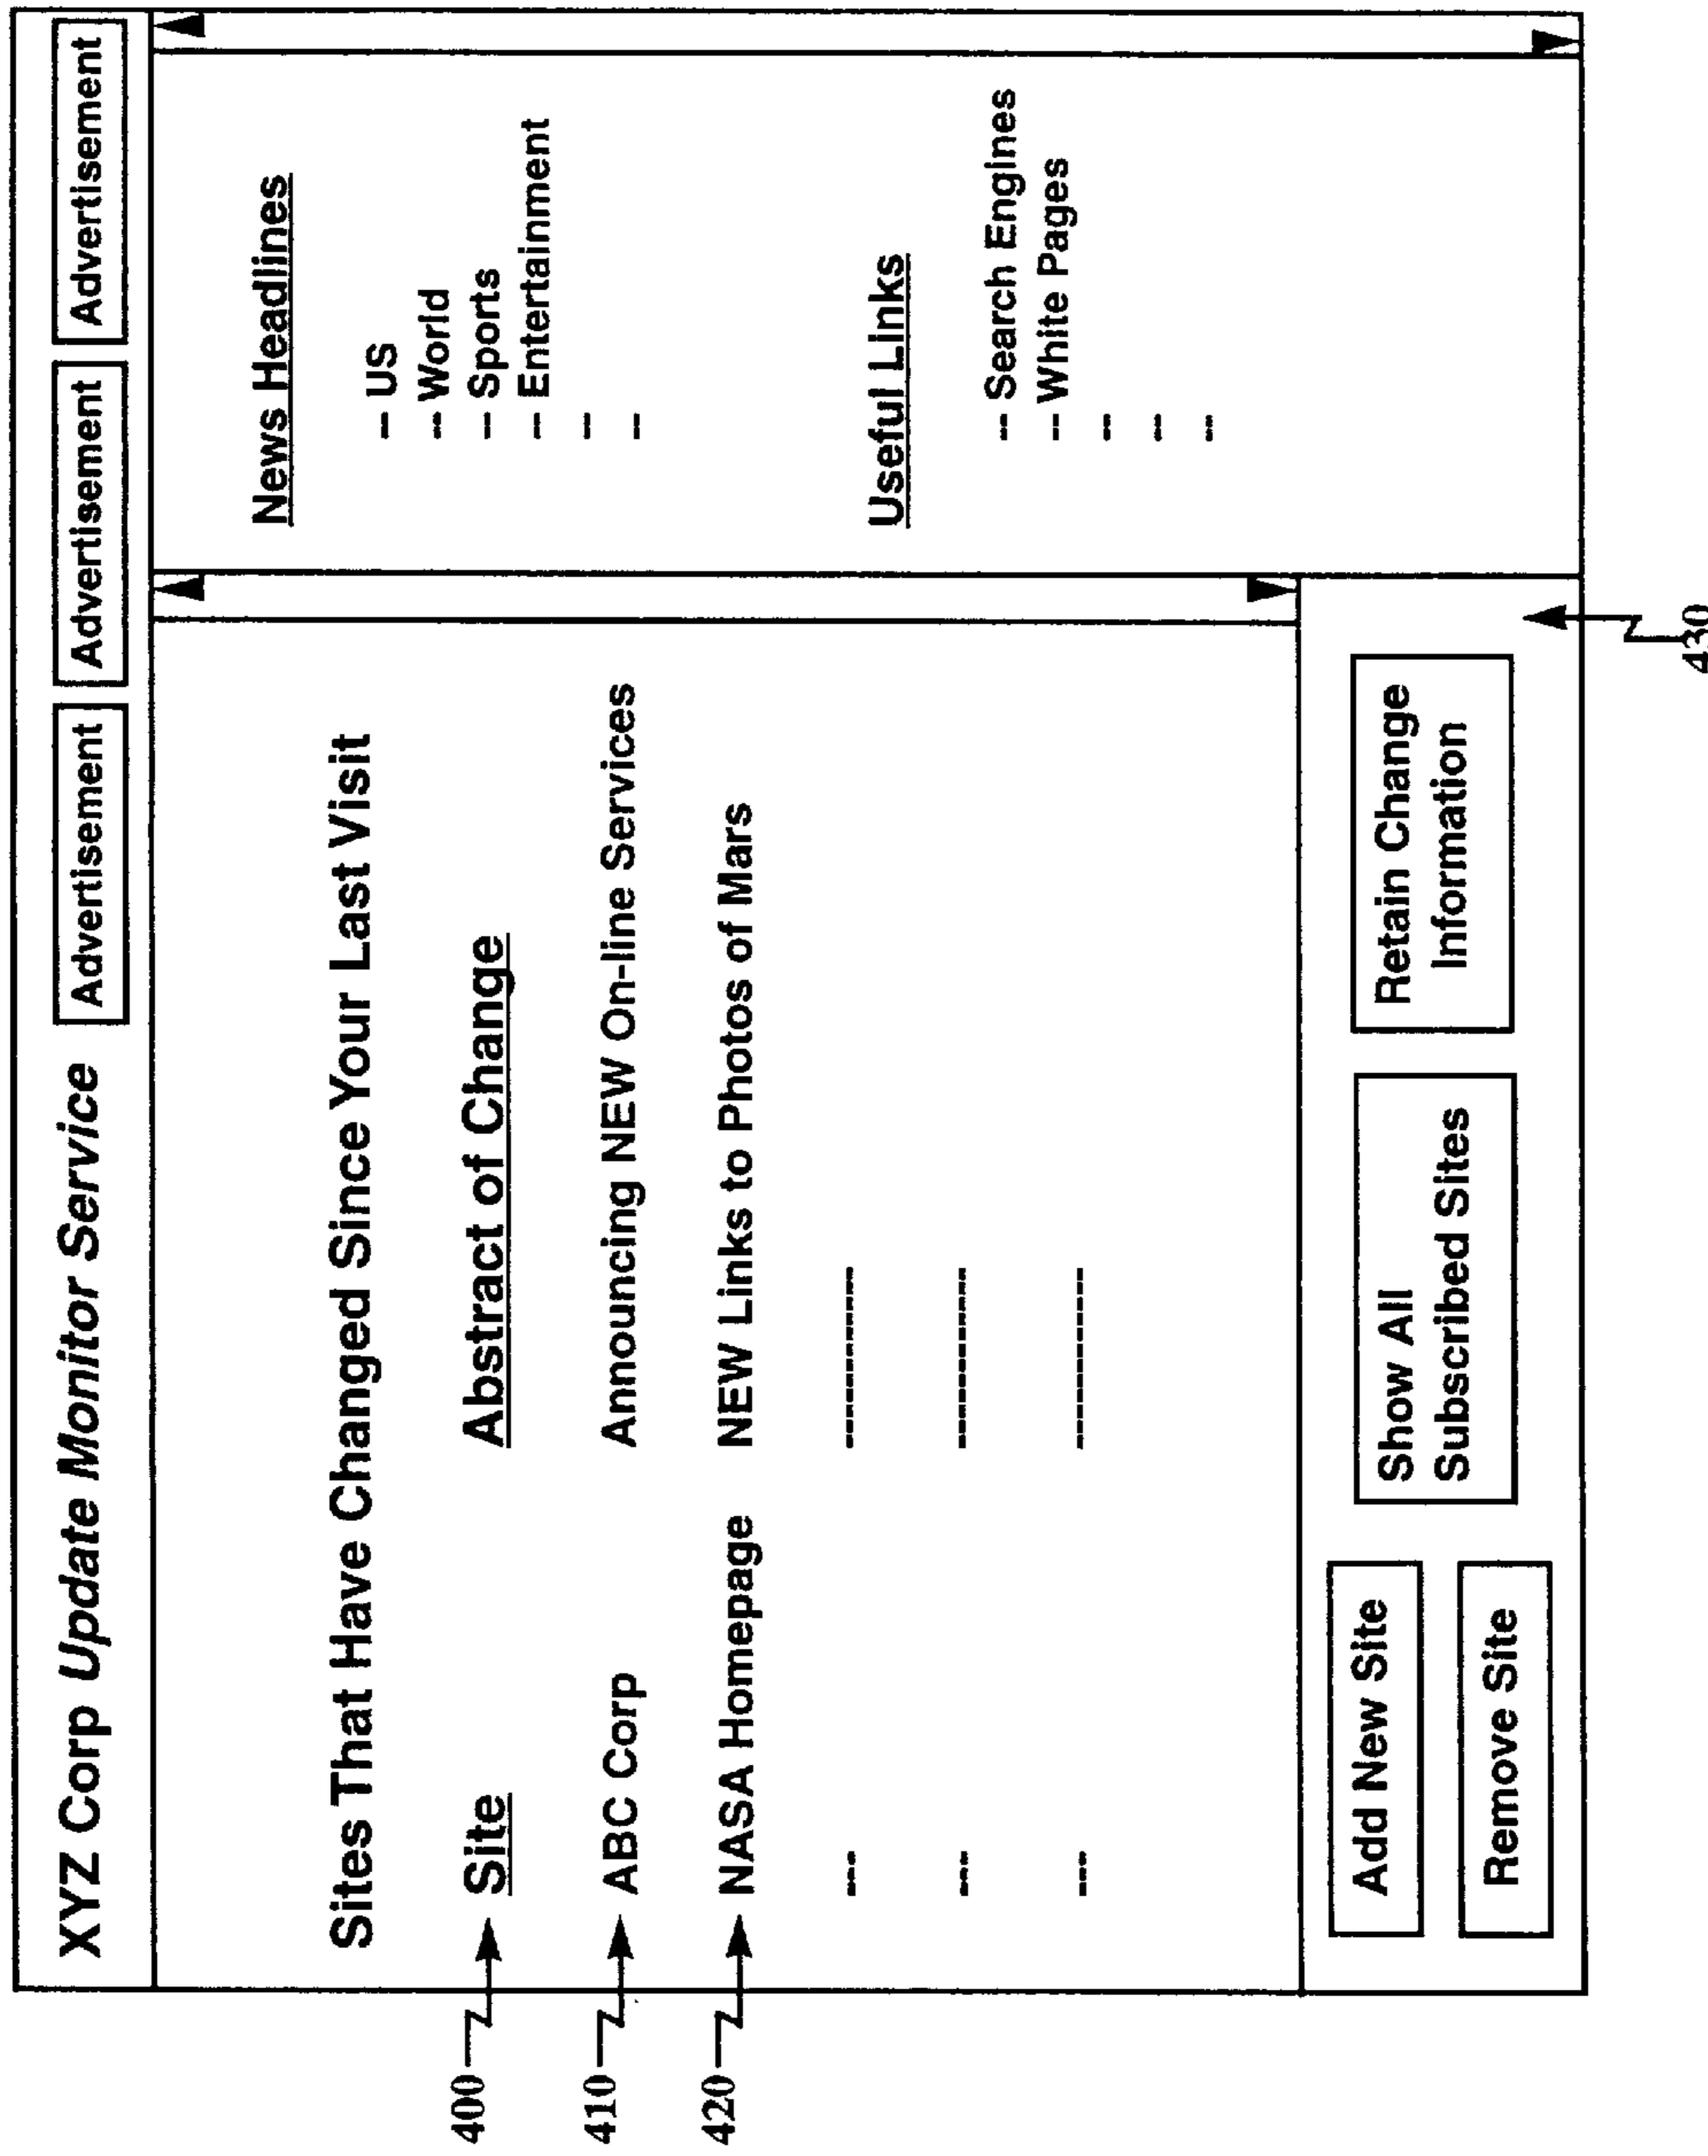 XYZ Corp Update Monitor Service
Advertisement
Advertisement
Advertisement
Sites That Have Changed Since Your Last Visit
400
Site
Abstract of Change
410
ABC Corp
Announcing NEW On-line Services
420
NASA Homepage
NEW Links to Photos of Mars
---
-----------
---
-----------
---
-----------
News Headlines
-- US
-- World
-- Sports
-- Entertainment
--
--
Useful Links
-- Search Engines
-- White Pages
--
--
--
Add New Site
Remove Site
Show All
Subscribed Sites
Retain Change
Information
430